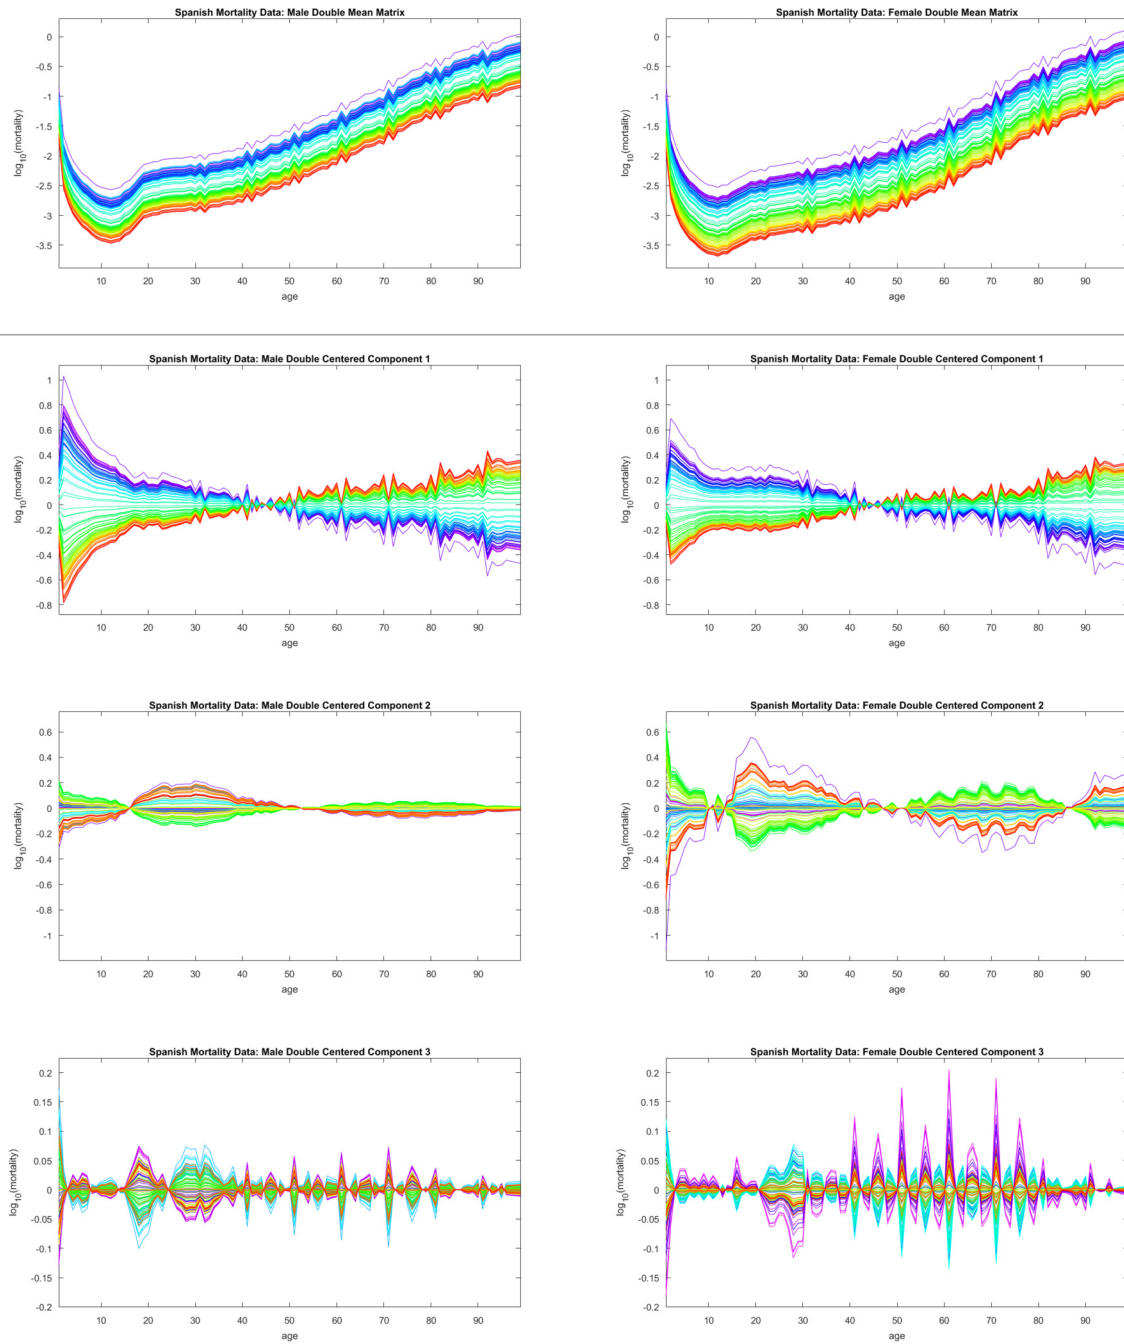 Spanish Mortality Data: Male Double Mean Matrix
0
-0.5
-1
-1.5
-2
-2.5
-3
-3.5
log10(mortality)
10 20 30 40 50 60 70 80 90
age
Spanish Mortality Data: Female Double Mean Matrix
0
-0.5
-1
-1.5
-2
-2.5
-3
-3.5
log10(mortality)
10 20 30 40 50 60 70 80 90
age
Spanish Mortality Data: Male Double Centered Component 1
1
0.8
0.6
0.4
0.2
0
-0.2
-0.4
-0.6
-0.8
log10(mortality)
10 20 30 40 50 60 70 80 90
age
Spanish Mortality Data: Female Double Centered Component 1
1
0.8
0.6
0.4
0.2
0
-0.2
-0.4
-0.6
-0.8
log10(mortality)
10 20 30 40 50 60 70 80 90
age
Spanish Mortality Data: Male Double Centered Component 2
0.6
0.4
0.2
0
-0.2
-0.4
-0.6
-0.8
-1
log10(mortality)
10 20 30 40 50 60 70 80 90
age
Spanish Mortality Data: Female Double Centered Component 2
0.6
0.4
0.2
0
-0.2
-0.4
-0.6
-0.8
-1
log10(mortality)
10 20 30 40 50 60 70 80 90
age
Spanish Mortality Data: Male Double Centered Component 3
0.2
0.15
0.1
0.05
0
-0.05
-0.1
-0.15
-0.2
log10(mortality)
10 20 30 40 50 60 70 80 90
age
Spanish Mortality Data: Female Double Centered Component 3
0.2
0.15
0.1
0.05
0
-0.05
-0.1
-0.15
-0.2
log10(mortality)
10 20 30 40 50 60 70 80 90
age